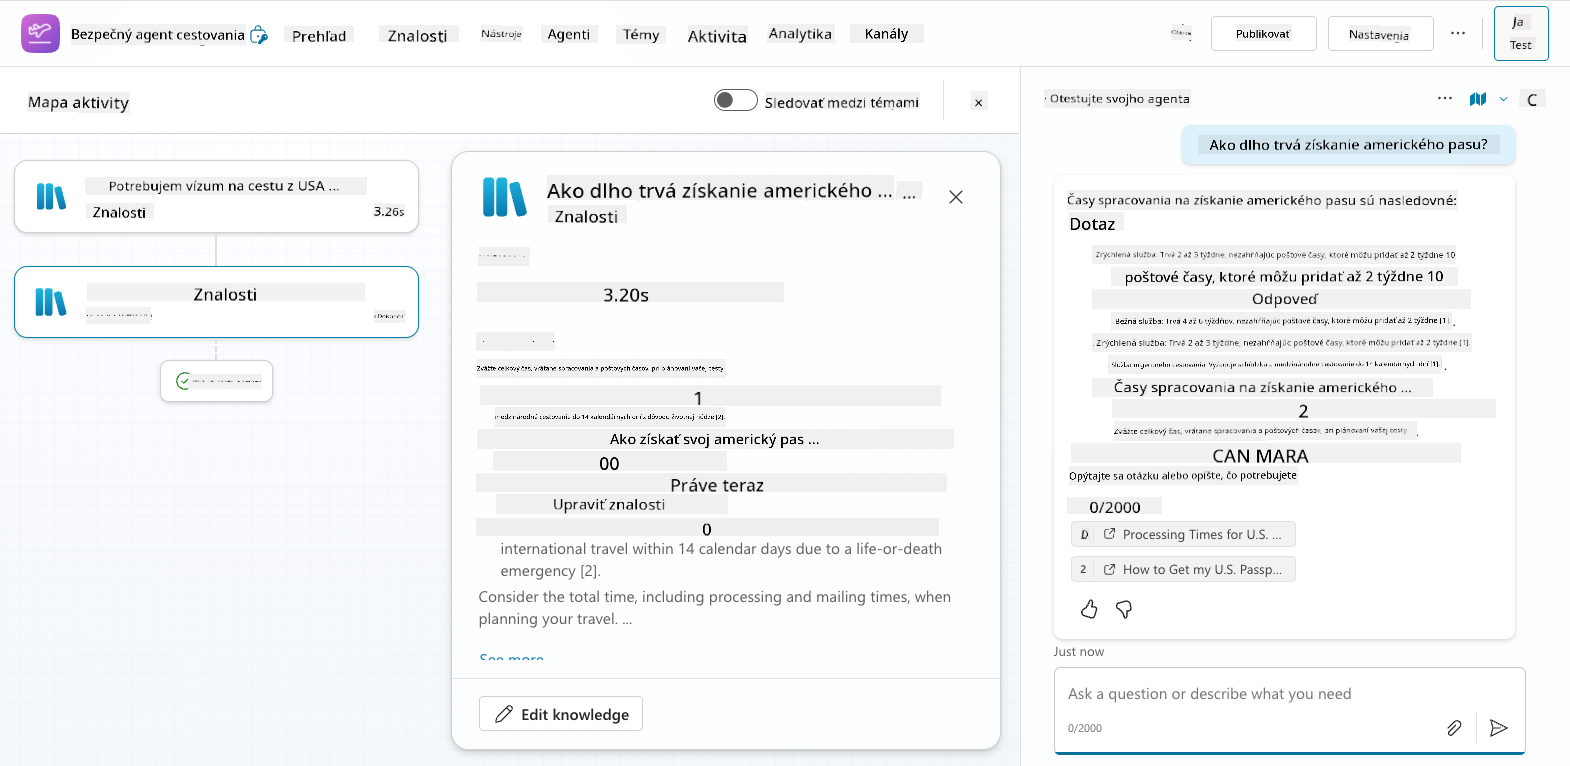 Bezpečný agent cestovania
Prehľad
Znalosti
Nástroje
Agenti
Témy
Aktivita
Analytika
Kanály
Publikovať
Nastavenia
Ja
Test
Mapa aktivity
Sledovať medzi témami
Potrebujem vízum na cestu z USA ...
Znalosti
3.26s
Znalosti
Ako dlho trvá získanie amerického ... ...
Znalosti
3.20s
Zvážte celkový čas, vrátane spracovania a poštových časov, pri plánovaní vašej cesty.
1
medzinárodné cestovania do 14 kalendárnych dní z dôvodu životnej núdze [2].
Ako získať svoj americký pas ...
00
Práve teraz
Upraviť znalosti
0
international travel within 14 calendar days due to a life-or-death
emergency [2].
Consider the total time, including processing and mailing times, when
planning your travel. ...
See more
Edit knowledge
Otestujte svojho agenta
C
Ako dlho trvá získanie amerického pasu?
Časy spracovania na získanie amerického pasu sú nasledovné:
Dotaz
. Zrýchlená služba: Trvá 2 až 3 týždne, nezahŕňajúc poštové časy, ktoré môžu pridať až 2 týždne 10
poštové časy, ktoré môžu pridať až 2 týždne 10
Odpoveď
Bežná služba: Trvá 4 až 6 týždňov, nezahŕňajúc poštové časy, ktoré môžu pridať až 2 týždne [1].
. Zrýchlená služba: Trvá 2 až 3 týždne, nezahŕňajúc poštové časy, ktoré môžu pridať až 2 týždne [1].
Časy spracovania na získanie amerického ...
2
Zvážte celkový čas, vrátane spracovania a poštových časov, pri plánovaní vašej cesty.
CAN MARA
Opýtajte sa otázku alebo opíšte, čo potrebujete
0/2000
D Processing Times for U.S. ...
2 How to Get my U.S. Passp...
Just now
Ask a question or describe what you need
0/2000